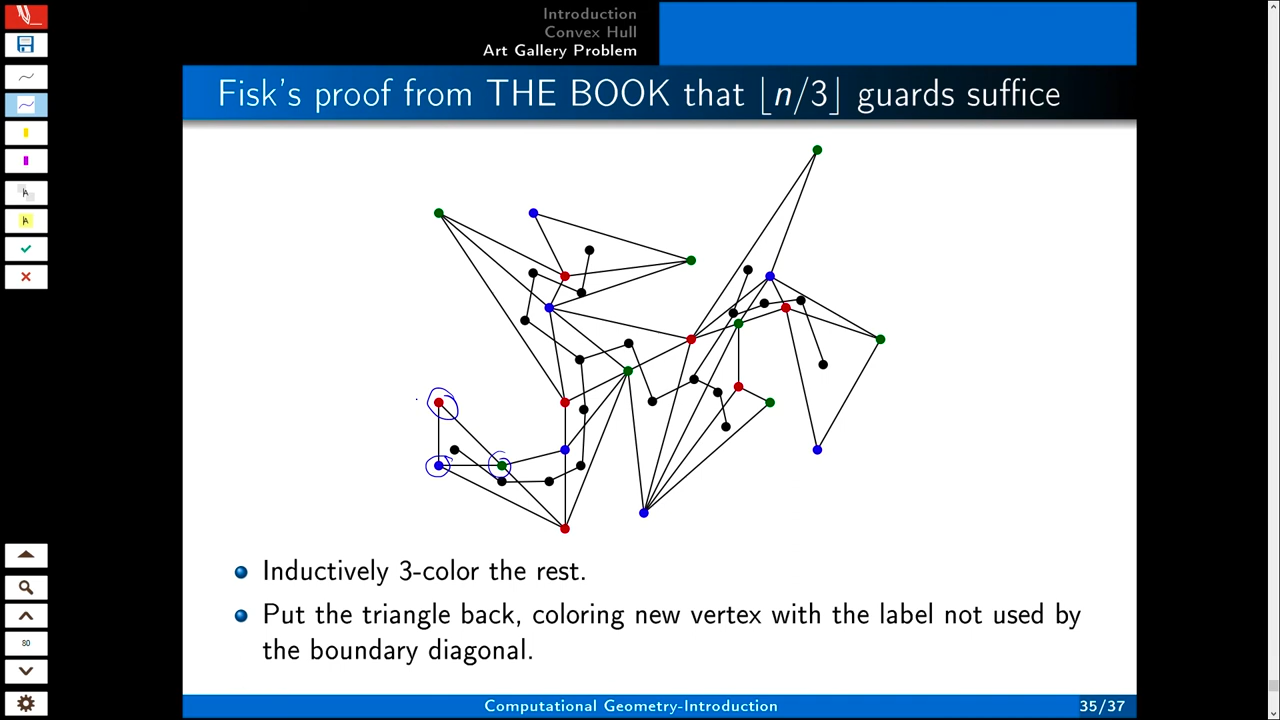 Introduction
Convex Hull
Art Gallery Problem
Fisk's proof from THE BOOK that ⌊n/3⌋ guards suffice
Inductively 3-color the rest.
Put the triangle back, coloring new vertex with the label not used by
the boundary diagonal.
80
Computational Geometry-Introduction
35/37